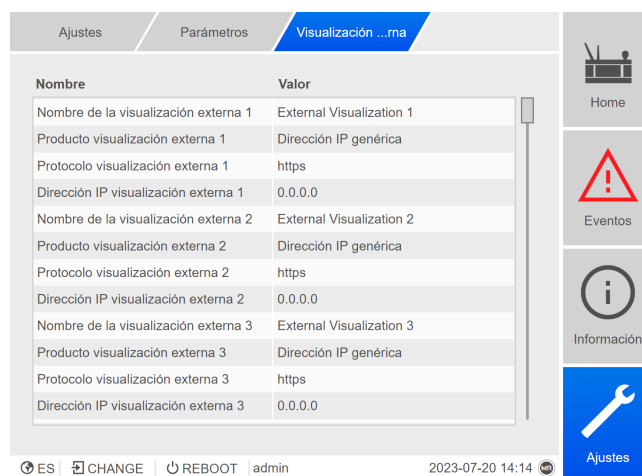 Ajustes Parámetros Visualización ...rna
Nombre Valor
Nombre de la visualización externa 1 External Visualization 1
Producto visualización externa 1 Dirección IP genérica
Protocolo visualización externa 1 https
Dirección IP visualización externa 1 0.0.0.0
Nombre de la visualización externa 2 External Visualization 2
Producto visualización externa 2 Dirección IP genérica
Protocolo visualización externa 2 https
Dirección IP visualización externa 2 0.0.0.0
Nombre de la visualización externa 3 External Visualization 3
Producto visualización externa 3 Dirección IP genérica
Protocolo visualización externa 3 https
Dirección IP visualización externa 3 0.0.0.0
Home
Eventos
Información
Ajustes
ES CHANGE REBOOT admin 2023-07-20 14:14 MR